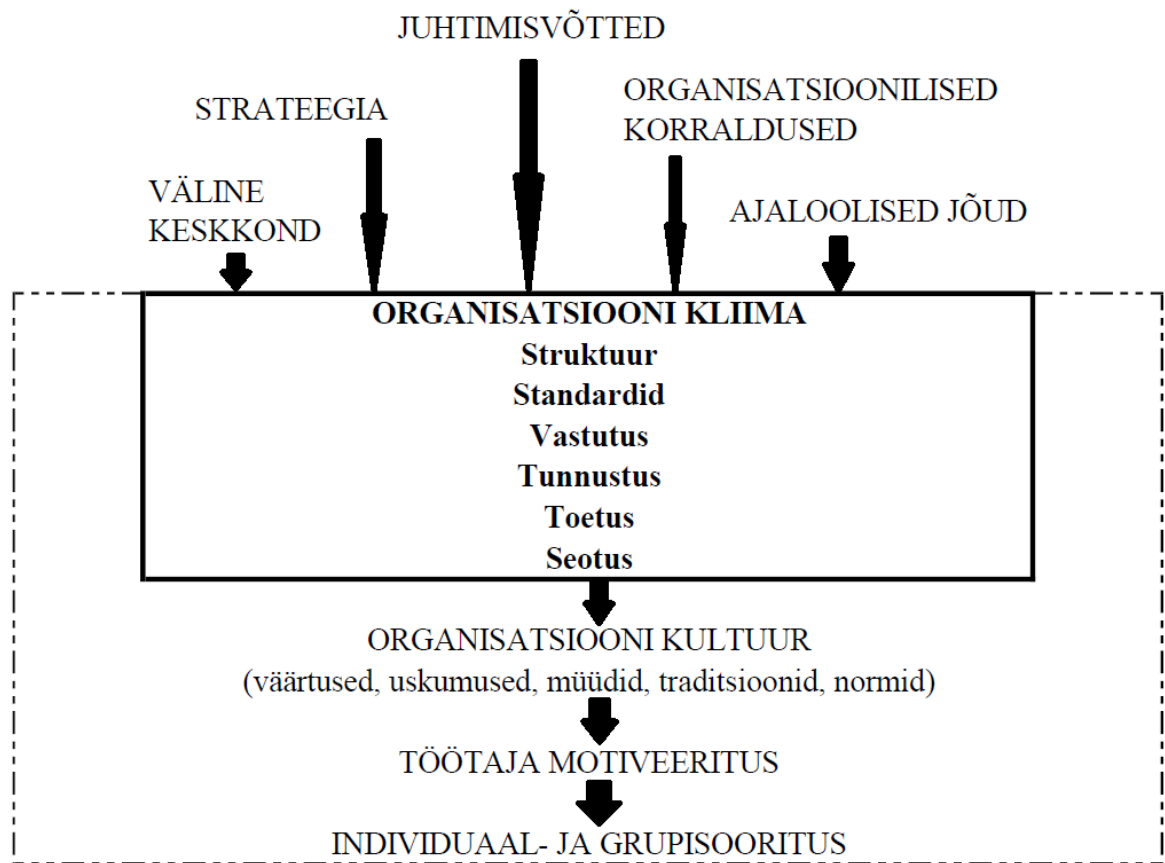 JUHTIMISVÕTTED
STRATEEGIA
ORGANISATSIOONILISED
KORRALDUSED
VÄLINE
KESKKOND
AJALOOLISED JÕUD
ORGANISATSIOONI KLIIMA
Struktuur
Standardid
Vastutus
Tunnustus
Toetus
Seotus
ORGANISATSIOONI KULTUUR
(väärtused, uskumused, müüdid, traditsioonid, normid)
TÖÖTAJA MOTIVEERITUS
INDIVIDUAAL- JA GRUPISOORITUS